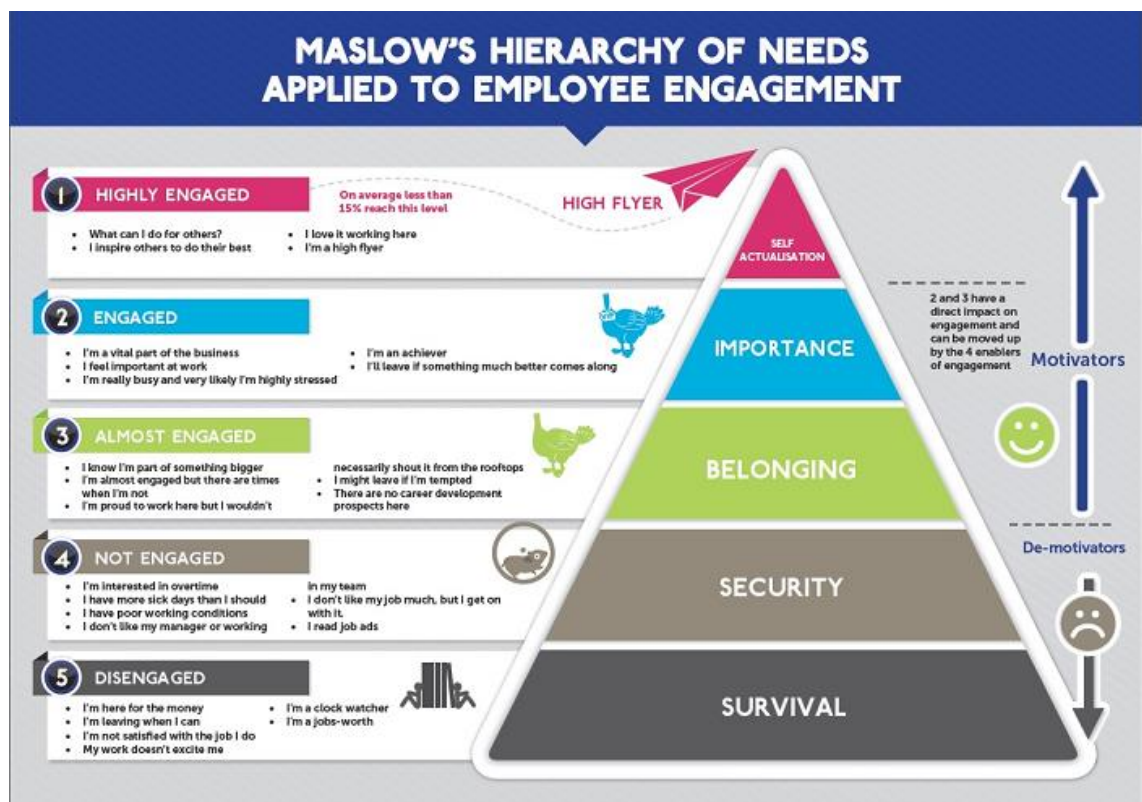 MASLOW'S HIERARCHY OF NEEDS
APPLIED TO EMPLOYEE ENGAGEMENT
1 HIGHLY ENGAGED
On average less than
15% reach this level
HIGH FLYER
• What can I do for others?
• I inspire others to do their best
• I love it working here
• I'm a high flyer
SELF
ACTUALISATION
2 ENGAGED
• I'm a vital part of the business
• I feel important at work
• I'm really busy and very likely I'm highly stressed
• I'm an achiever
• I'll leave if something much better comes along
IMPORTANCE
2 and 3 have a
direct impact on
engagement and
can be moved up
by the 4 enablers
of engagement
Motivators
3 ALMOST ENGAGED
• I know I'm part of something bigger
• I'm almost engaged but there are times
when I'm not
• I'm proud to work here but I wouldn't
necessarily shout it from the rooftops
• I might leave if I'm tempted
• There are no career development
prospects here
BELONGING
De-motivators
4 NOT ENGAGED
• I'm interested in overtime
• I have more sick days than I should
• I have poor working conditions
• I don't like my manager or working
in my team
• I don't like my job much, but I get on
with it.
• I read job ads
SECURITY
5 DISENGAGED
• I'm here for the money
• I'm leaving when I can
• I'm not satisfied with the job I do
• My work doesn't excite me
• I'm a clock watcher
• I'm a jobs-worth
SURVIVAL